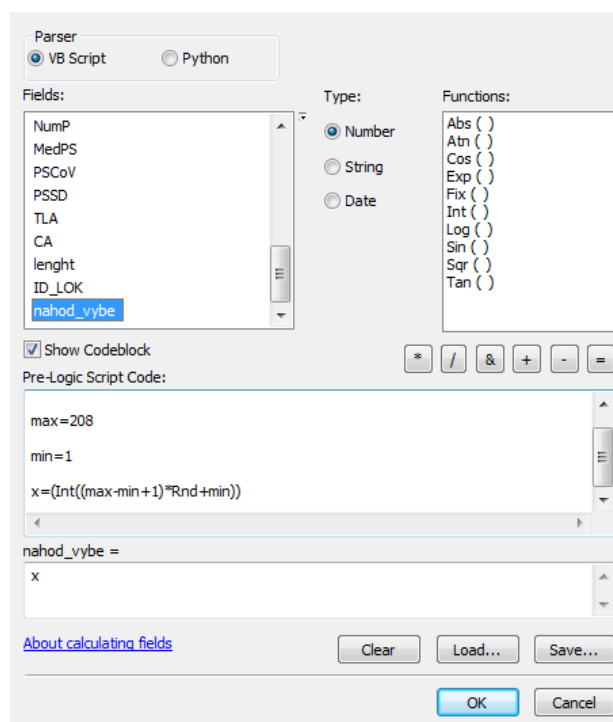 Parser
VB Script Python
Fields: Type: Functions:
NumP
MedPS
PSCoV
PSSD
TLA
CA
lenght
ID_LOK
nahod_vybe
Number
String
Date
Abs ( )
Atn ( )
Cos ( )
Exp ( )
Fix ( )
Int ( )
Log ( )
Sin ( )
Sqr ( )
Tan ( )
Show Codeblock * / & + - =
Pre-Logic Script Code:
max=208
min=1
x=(Int((max-min+1)*Rnd+min))
nahod_vybe =
x
About calculating fields Clear Load... Save...
OK Cancel